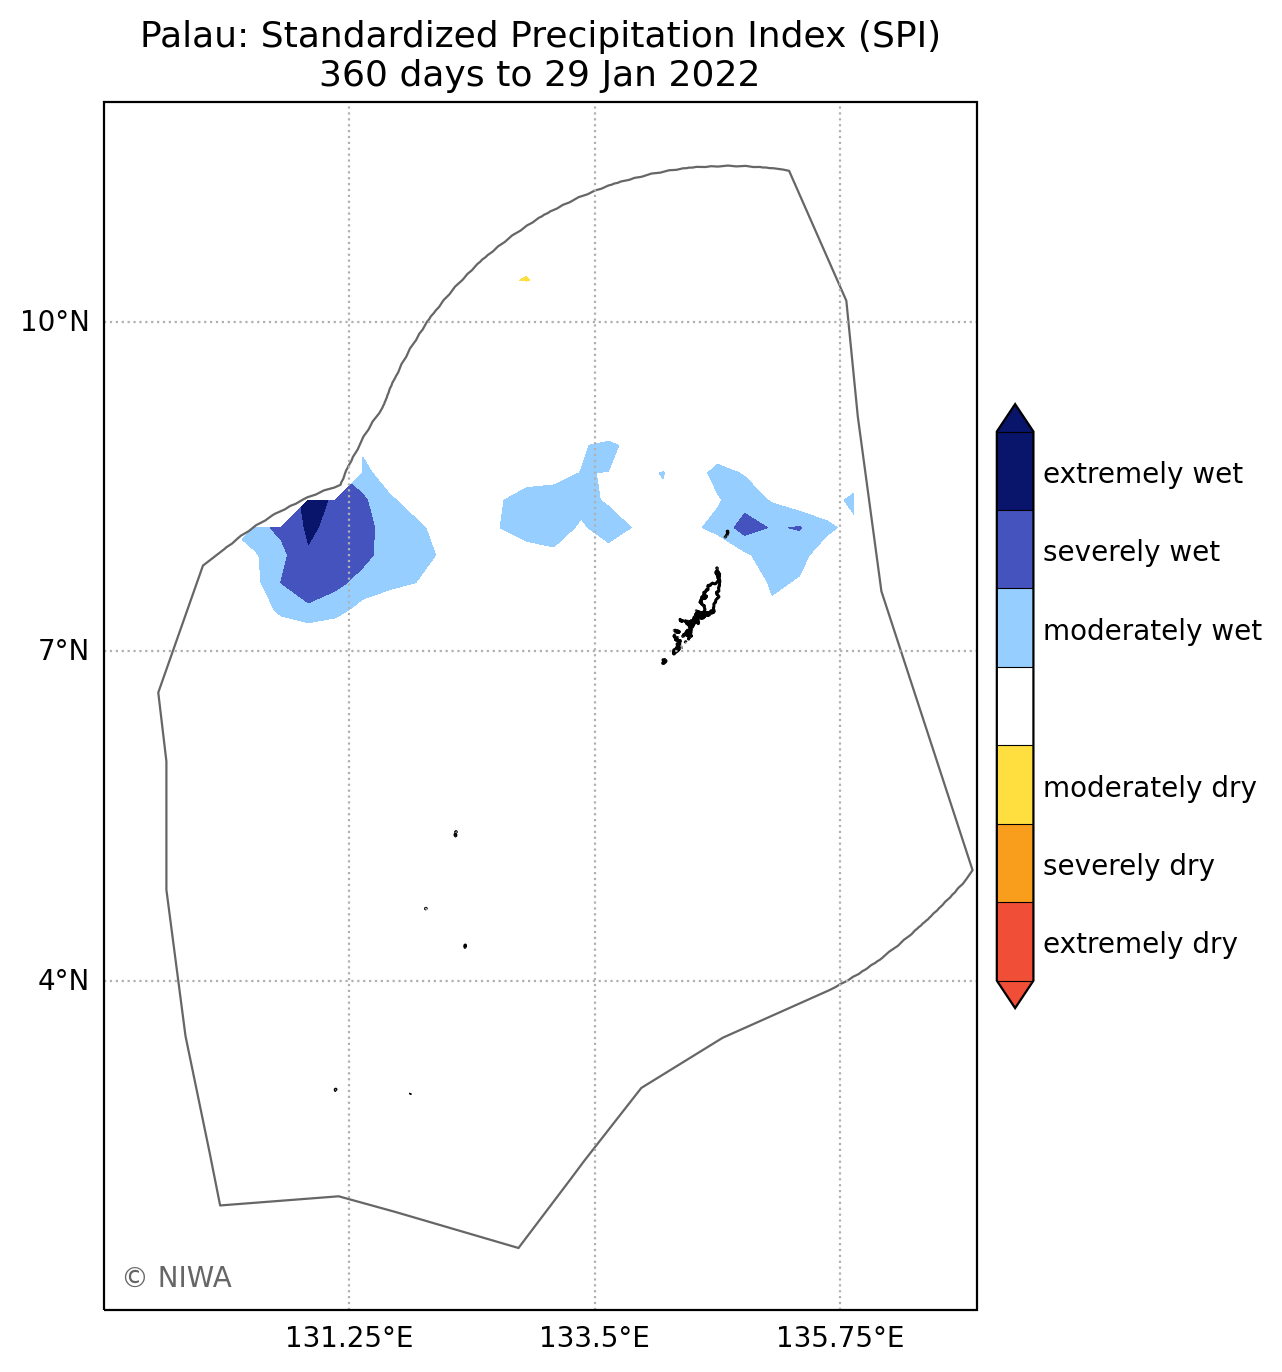 Palau: Standardized Precipitation Index (SPI)
360 days to 29 Jan 2022
10°N
7°N
4°N
131.25°E
133.5°E
135.75°E
extremely wet
severely wet
moderately wet
moderately dry
severely dry
extremely dry
© NIWA